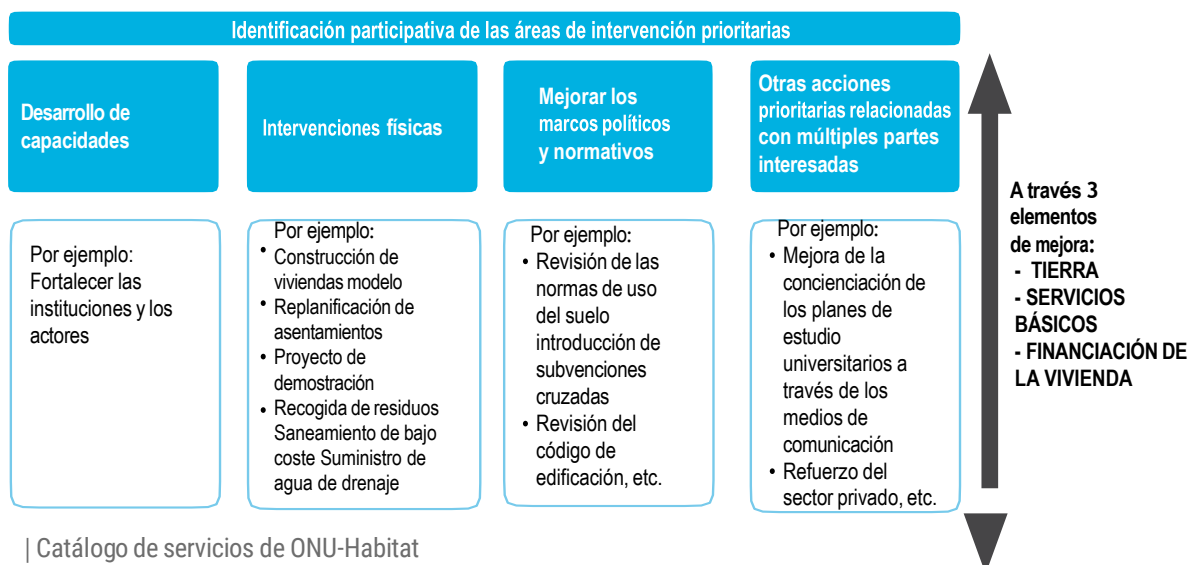 Identificación participativa de las áreas de intervención prioritarias
Desarrollo de
capacidades
Intervenciones físicas
Mejorar los
marcos políticos
y normativos
Otras acciones
prioritarias relacionadas
con múltiples partes
interesadas
Por ejemplo:
Fortalecer las
instituciones y los
actores
Por ejemplo:
• Construcción de
viviendas modelo
• Replanificación de
asentamientos
• Proyecto de
demostración
• Recogida de residuos
Saneamiento de bajo
coste Suministro de
agua de drenaje
Por ejemplo:
• Revisión de las
normas de uso
del suelo
introducción de
subvenciones
cruzadas
• Revisión del
código de
edificación, etc.
Por ejemplo:
• Mejora de la
concienciación de
los planes de
estudio
universitarios a
través de los
medios de
comunicación
• Refuerzo del
sector privado, etc.
A través 3
elementos
de mejora:
- TIERRA
- SERVICIOS
BÁSICOS
- FINANCIACIÓN DE
LA VIVIENDA
| Catálogo de servicios de ONU-Habitat